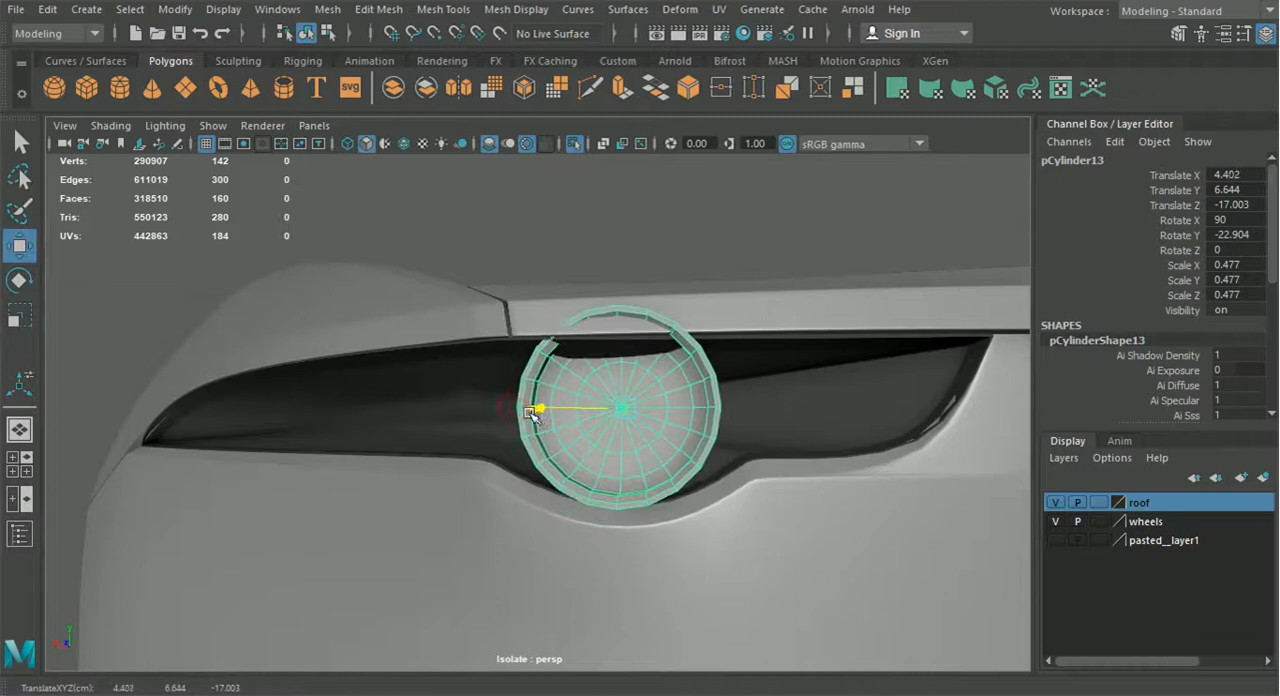 File Edit Create Select Modify Display Windows Mesh Edit Mesh Mesh Tools Mesh Display Curves Surfaces Deform UV Generate Cache Arnold Help Workspace : Modeling - Standard
Modeling No Live Surface Sign In
Curves / Surfaces Polygons Sculpting Rigging Animation Rendering FX FX Caching Custom Arnold Bifrost MASH Motion Graphics XGen
T SVG
View Shading Lighting Show Renderer Panels
0.00 1.00 sRGB gamma
Verts: 290907 142 0
Edges: 611019 300 0
Faces: 318510 160 0
Tris: 550123 280 0
UVs: 442863 184 0
Isolate : persp
Channel Box / Layer Editor
Channels Edit Object Show
pCylinder13
Translate X 4.402
Translate Y 6.644
Translate Z -17.003
Rotate X 90
Rotate Y -22.904
Rotate Z 0
Scale X 0.477
Scale Y 0.477
Scale Z 0.477
Visibility on
SHAPES
pCylinderShape13
Ai Shadow Density 1
Ai Exposure 0
Ai Diffuse 1
Ai Specular 1
Ai Sss 1
Display Anim
Layers Options Help
V P roof
V P wheels
pasted__layer1
TranslateXYZ(cm): 4.402 6.644 -17.003